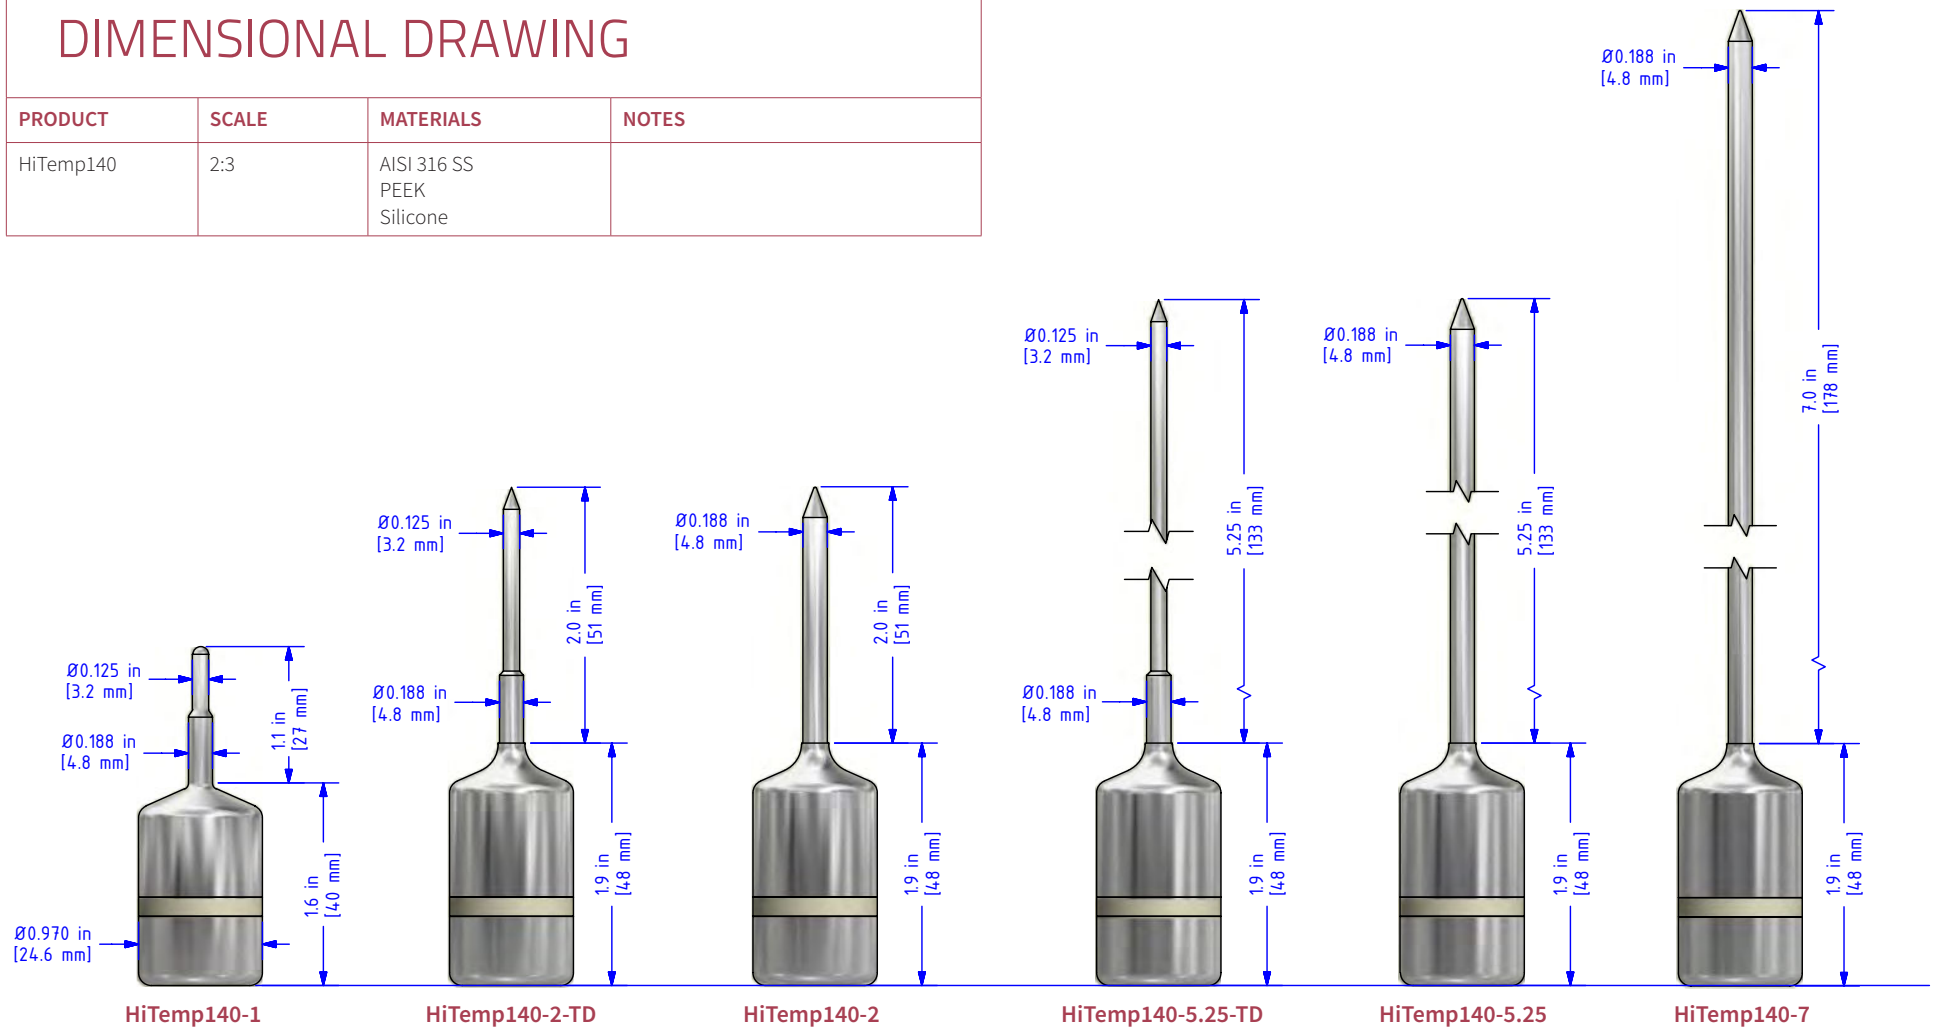 DIMENSIONAL DRAWING
PRODUCT SCALE MATERIALS NOTES
HiTemp140 2:3 AISI 316 SS
PEEK
Silicone
Ø0.125 in
[3.2 mm]
Ø0.188 in
[4.8 mm]
1.1 in
[27 mm]
1.6 in
[40 mm]
Ø0.970 in
[24.6 mm]
HiTemp140-1
Ø0.125 in
[3.2 mm]
Ø0.188 in
[4.8 mm]
2.0 in
[51 mm]
1.9 in
[48 mm]
HiTemp140-2-TD
Ø0.188 in
[4.8 mm]
2.0 in
[51 mm]
1.9 in
[48 mm]
HiTemp140-2
Ø0.125 in
[3.2 mm]
Ø0.188 in
[4.8 mm]
5.25 in
[133 mm]
1.9 in
[48 mm]
HiTemp140-5.25-TD
Ø0.188 in
[4.8 mm]
5.25 in
[133 mm]
1.9 in
[48 mm]
HiTemp140-5.25
Ø0.188 in
[4.8 mm]
7.0 in
[178 mm]
1.9 in
[48 mm]
HiTemp140-7